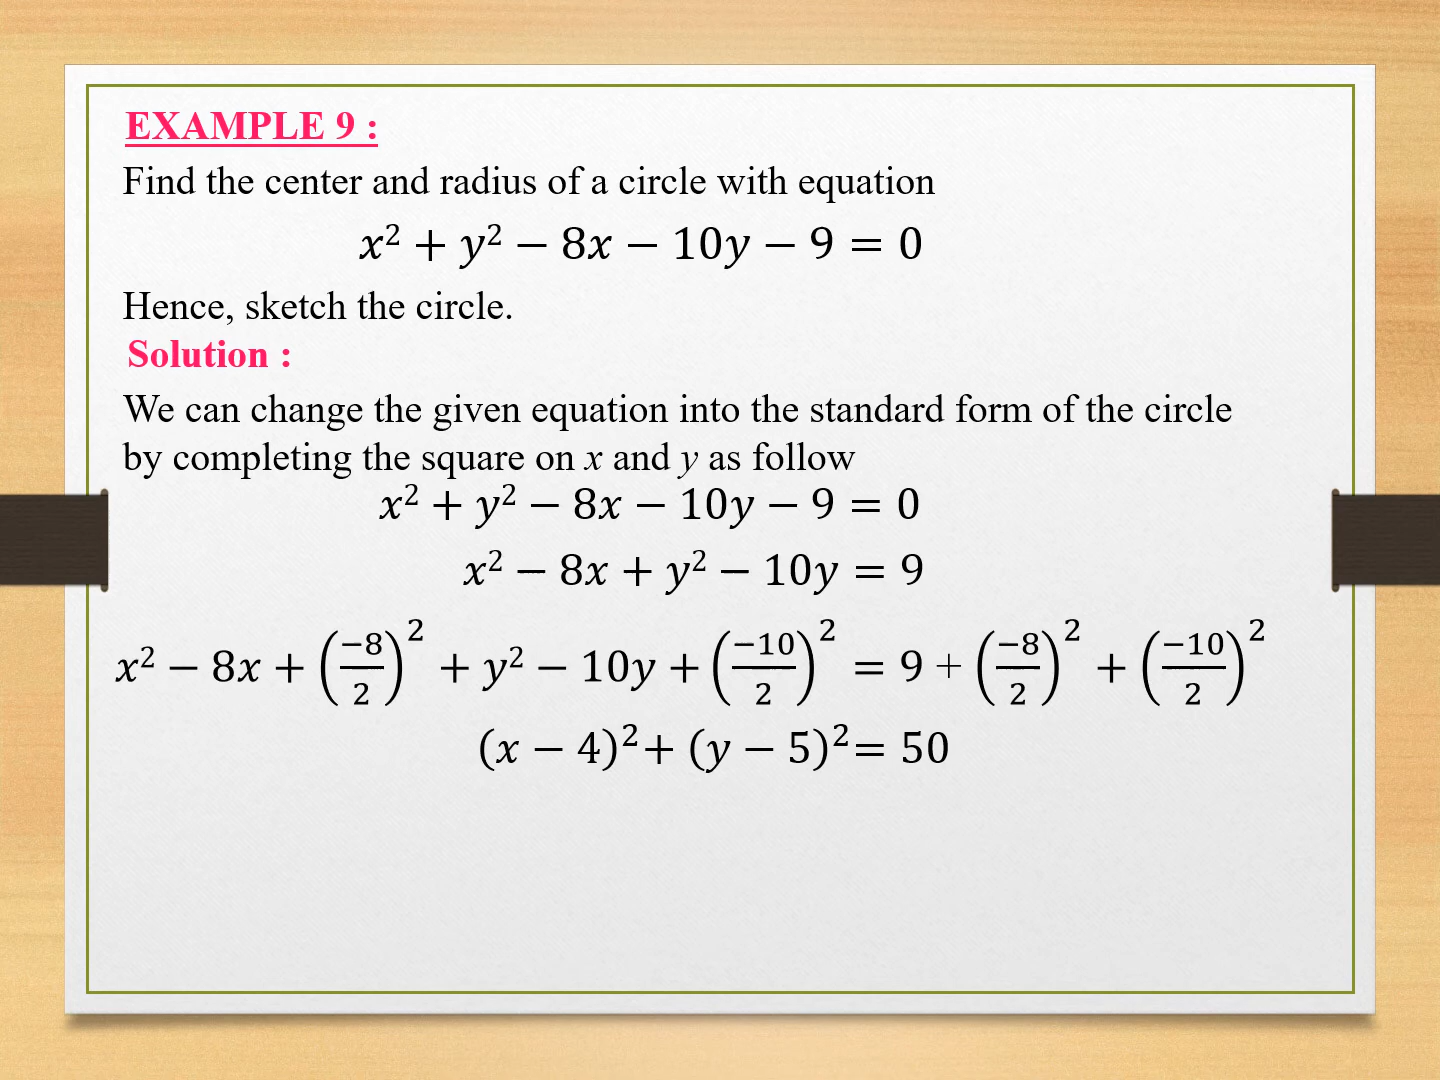 EXAMPLE 9 :
Find the center and radius of a circle with equation
𝑥² + 𝑦² − 8𝑥 − 10𝑦 − 9 = 0
Hence, sketch the circle.
Solution :
We can change the given equation into the standard form of the circle
by completing the square on x and y as follow
𝑥² + 𝑦² − 8𝑥 − 10𝑦 − 9 = 0
𝑥² − 8𝑥 + 𝑦² − 10𝑦 = 9
𝑥² − 8𝑥 + (−8/2)² + 𝑦² − 10𝑦 + (−10/2)² = 9 + (−8/2)² + (−10/2)²
(𝑥 − 4)² + (𝑦 − 5)² = 50